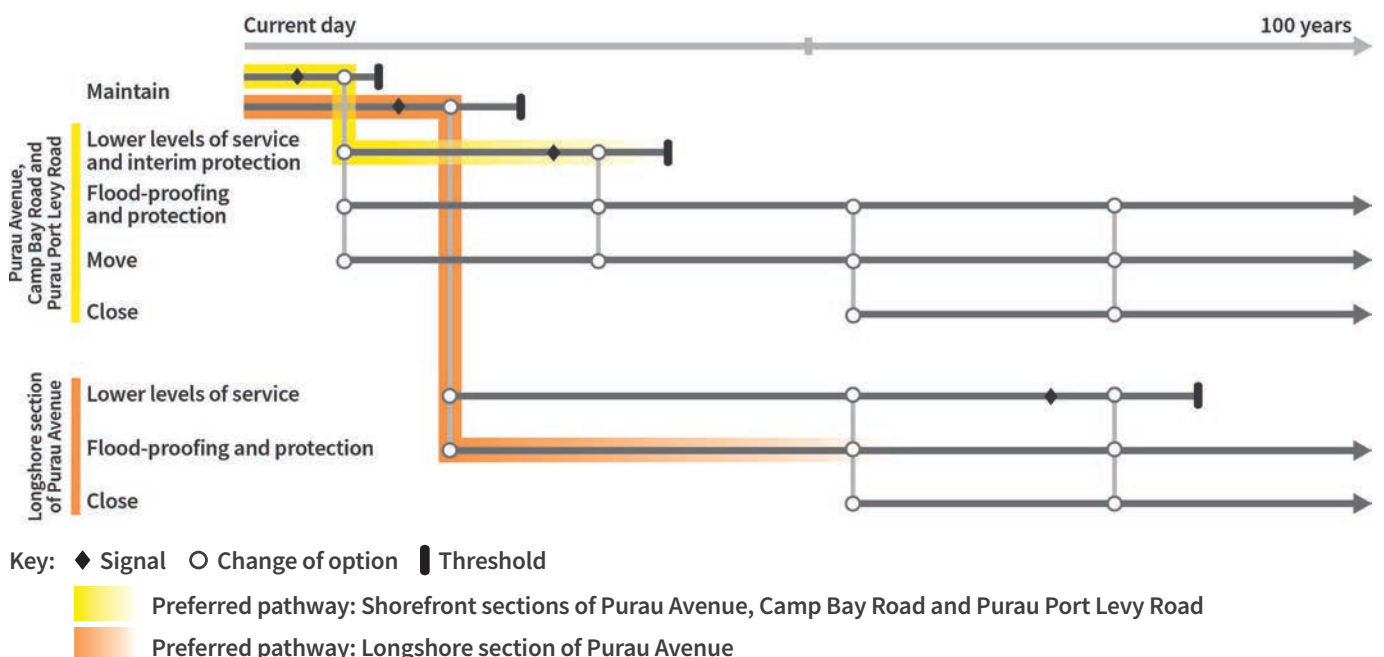 Current day
100 years
Maintain
Purau Avenue,
Camp Bay Road and
Purau Port Levy Road
Lower levels of service
and interim protection
Flood-proofing
and protection
Move
Close
Longshore section
of Purau Avenue
Lower levels of service
Flood-proofing and protection
Close
Key: Signal Change of option Threshold
Preferred pathway: Shorefront sections of Purau Avenue, Camp Bay Road and Purau Port Levy Road
Preferred pathway: Longshore section of Purau Avenue